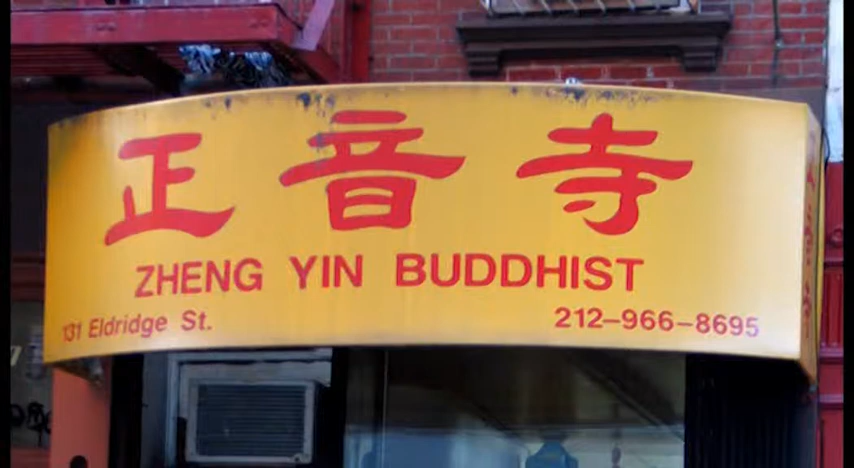 正音寺
ZHENG YIN BUDDHIST
131 Eldridge St.
212-966-8695